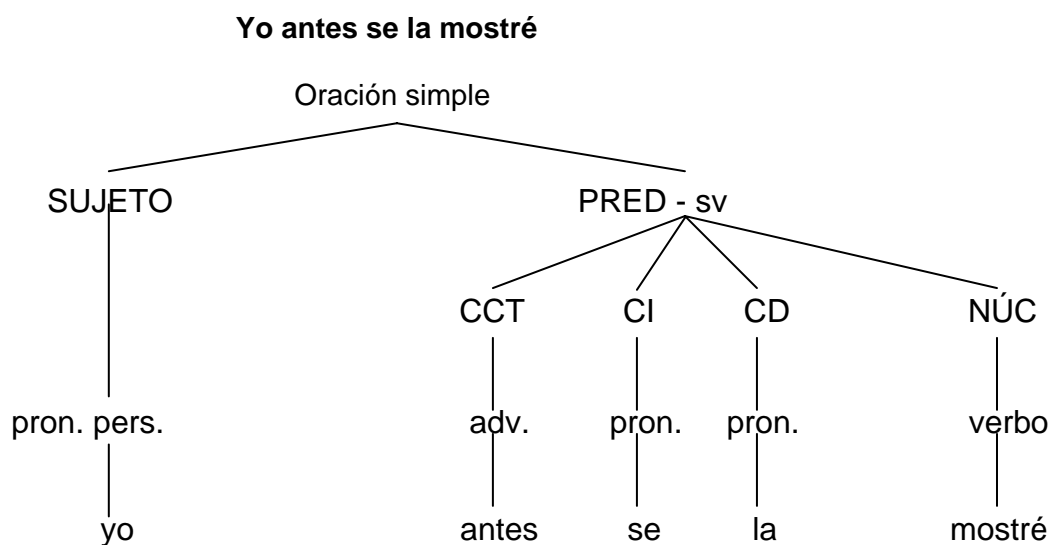 Yo antes se la mostré
Oración simple
SUJETO PRED - sv
CCT CI CD NÚC
pron. pers. adv. pron. pron. verbo
yo antes se la mostré